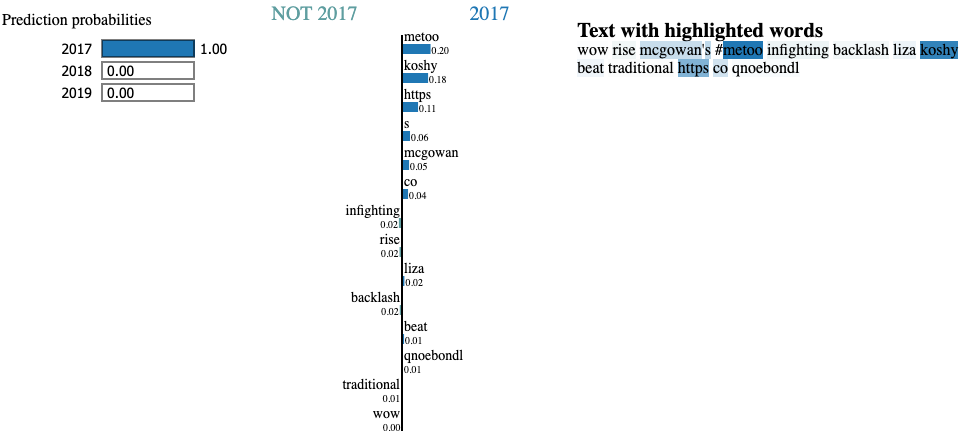 Prediction probabilities
2017 1.00
2018 0.00
2019 0.00
NOT 2017 2017
metoo
0.20
koshy
0.18
https
0.11
s
0.06
mcgowan
0.05
co
0.04
infighting
0.02
rise
0.02
liza
0.02
backlash
0.02
beat
0.01
qnoebondl
0.01
traditional
0.01
wow
0.00
Text with highlighted words
wow rise mcgowan's #metoo infighting backlash liza koshy
beat traditional https co qnoebondl